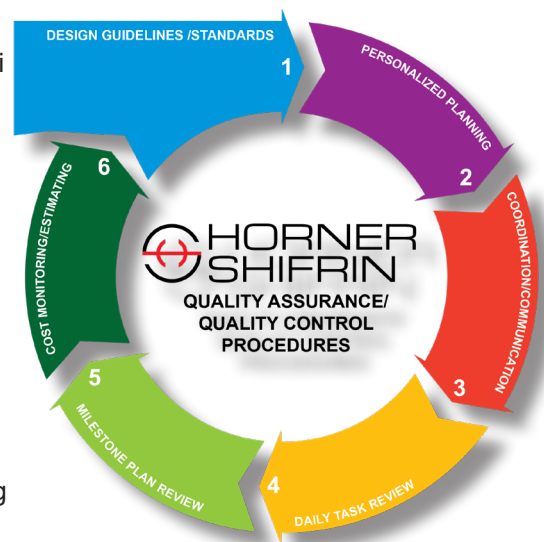 DESIGN GUIDELINES /STANDARDS
1
PERSONALIZED PLANNING
2
COORDINATION/COMMUNICATION
3
DAILY TASK REVIEW
4
MILESTONE PLAN REVIEW
5
COST MONITORING/ESTIMATING
6
HORNER
SHIFRIN
QUALITY ASSURANCE/
QUALITY CONTROL
PROCEDURES
i
g